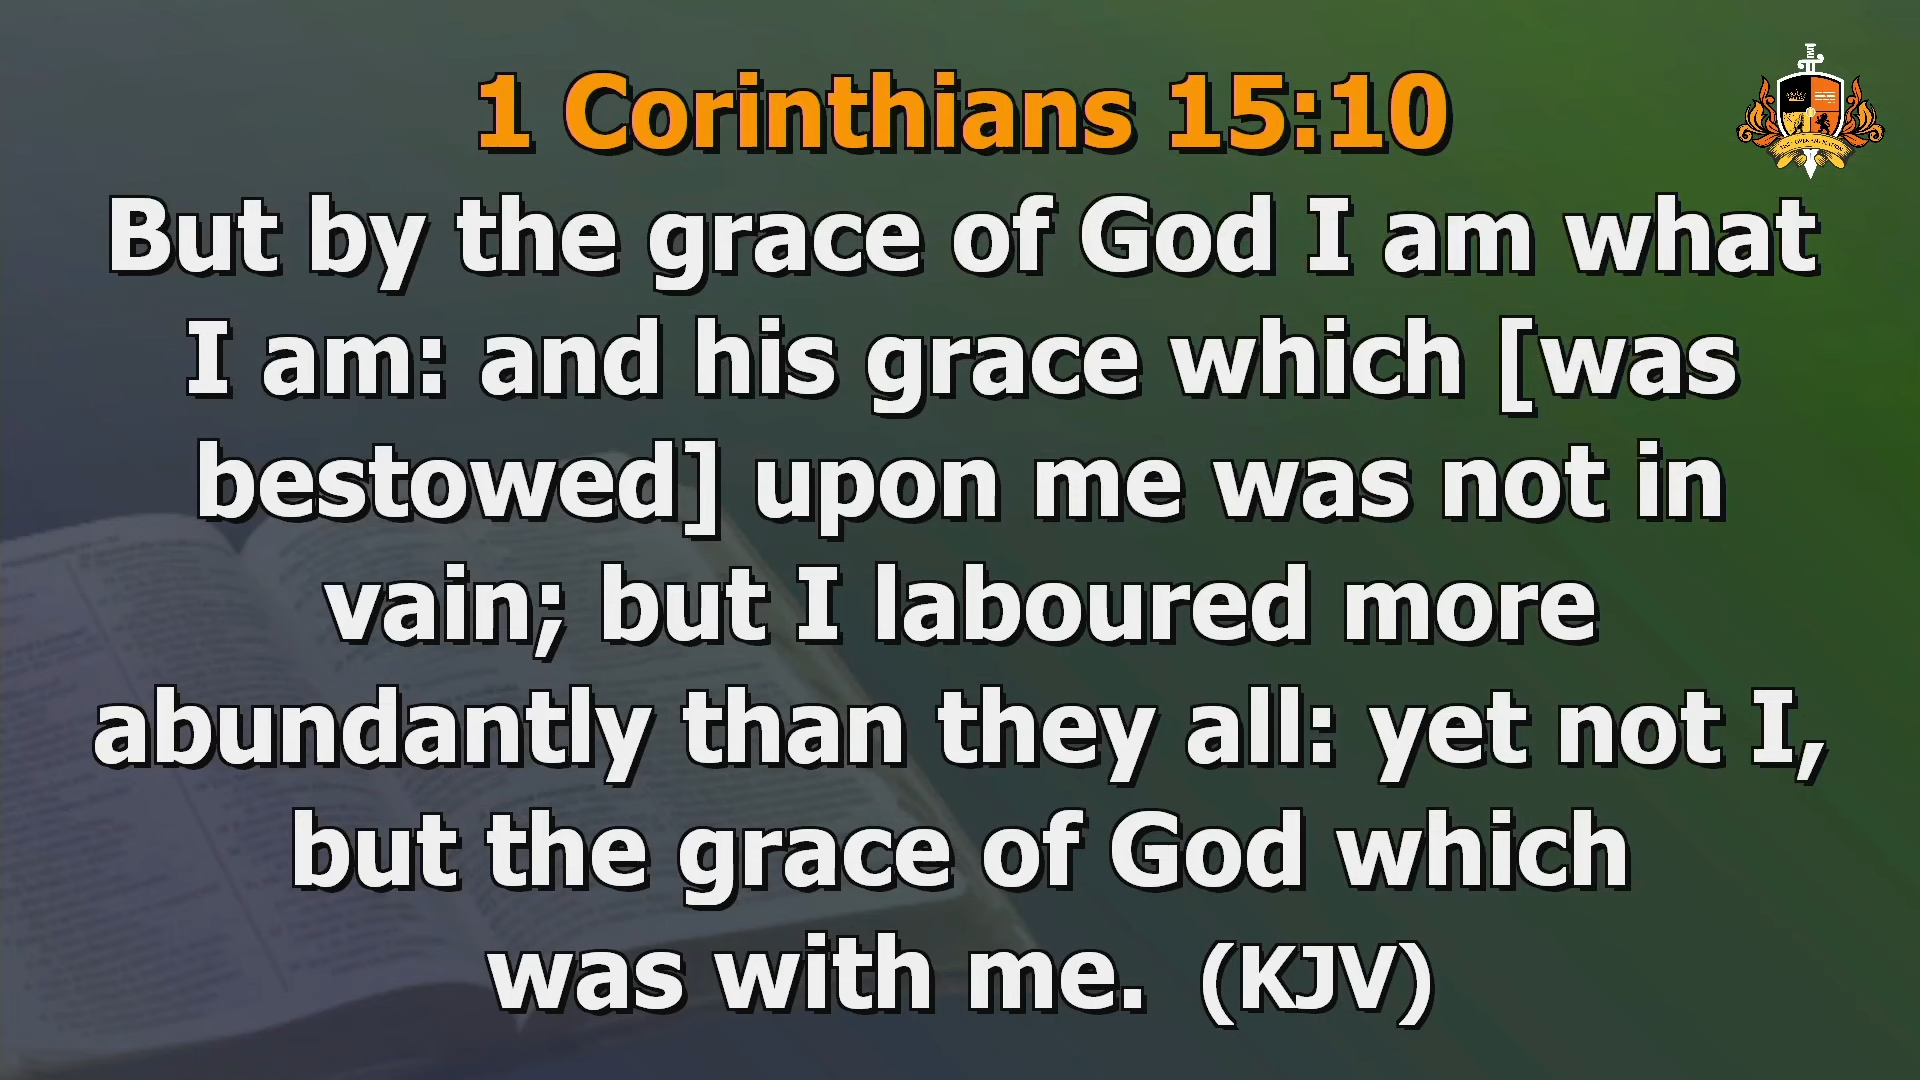 1 Corinthians 15:10
But by the grace of God I am what
I am: and his grace which [was
bestowed] upon me was not in
vain; but I laboured more
abundantly than they all: yet not I,
but the grace of God which
was with me. (KJV)